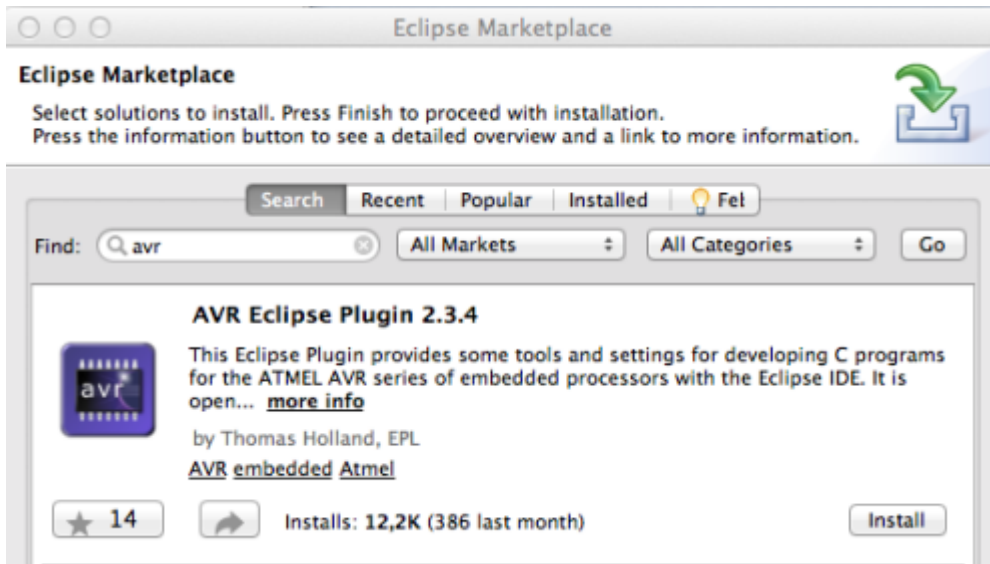 Eclipse Marketplace
Eclipse Marketplace
Select solutions to install. Press Finish to proceed with installation.
Press the information button to see a detailed overview and a link to more information.
Search Recent Popular Installed Feb
Find: avr All Markets All Categories Go
AVR Eclipse Plugin 2.3.4
This Eclipse Plugin provides some tools and settings for developing C programs
for the ATMEL AVR series of embedded processors with the Eclipse IDE. It is
open... more info
avr
by Thomas Holland, EPL
AVR embedded Atmel
14 Installs: 12,2K (386 last month) Install